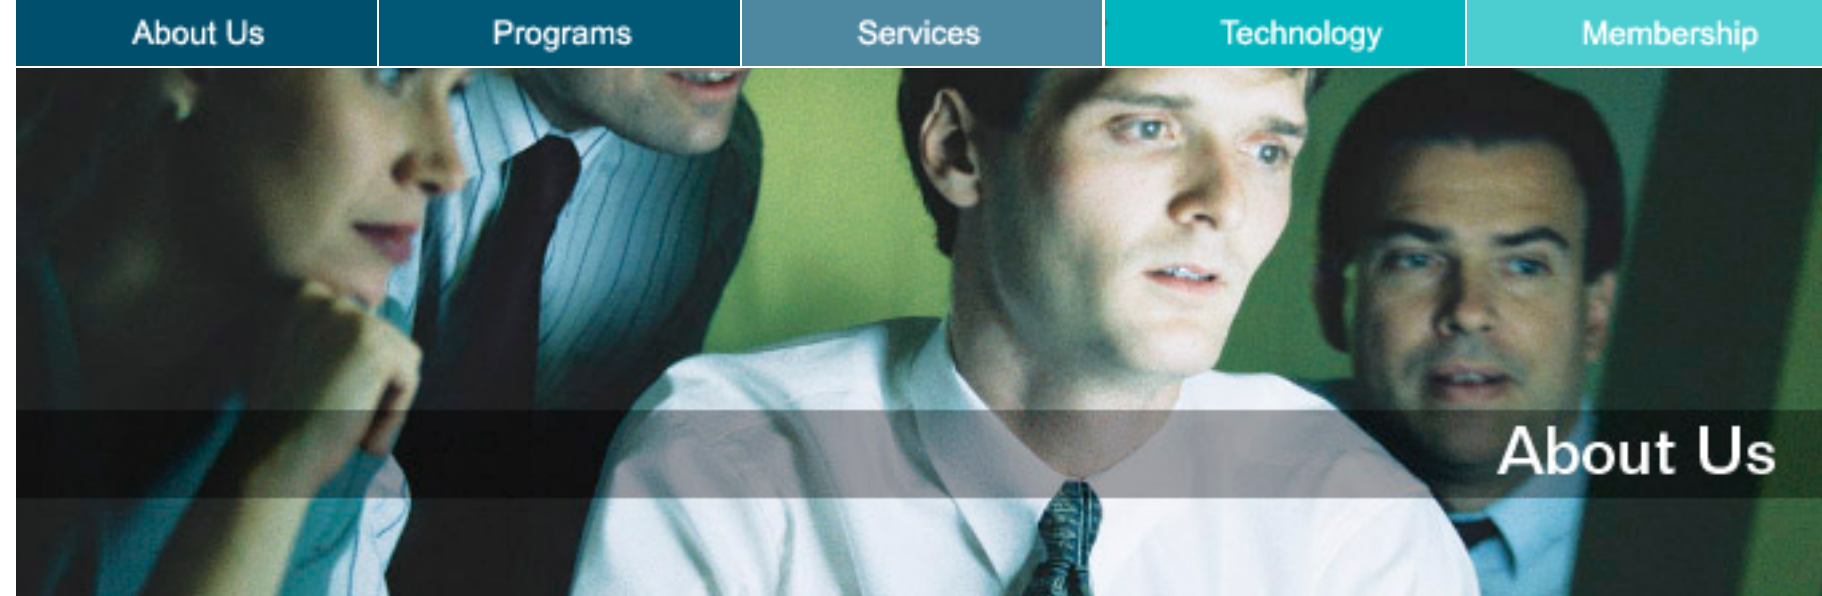 About Us
Programs
Services
Technology
Membership
About Us